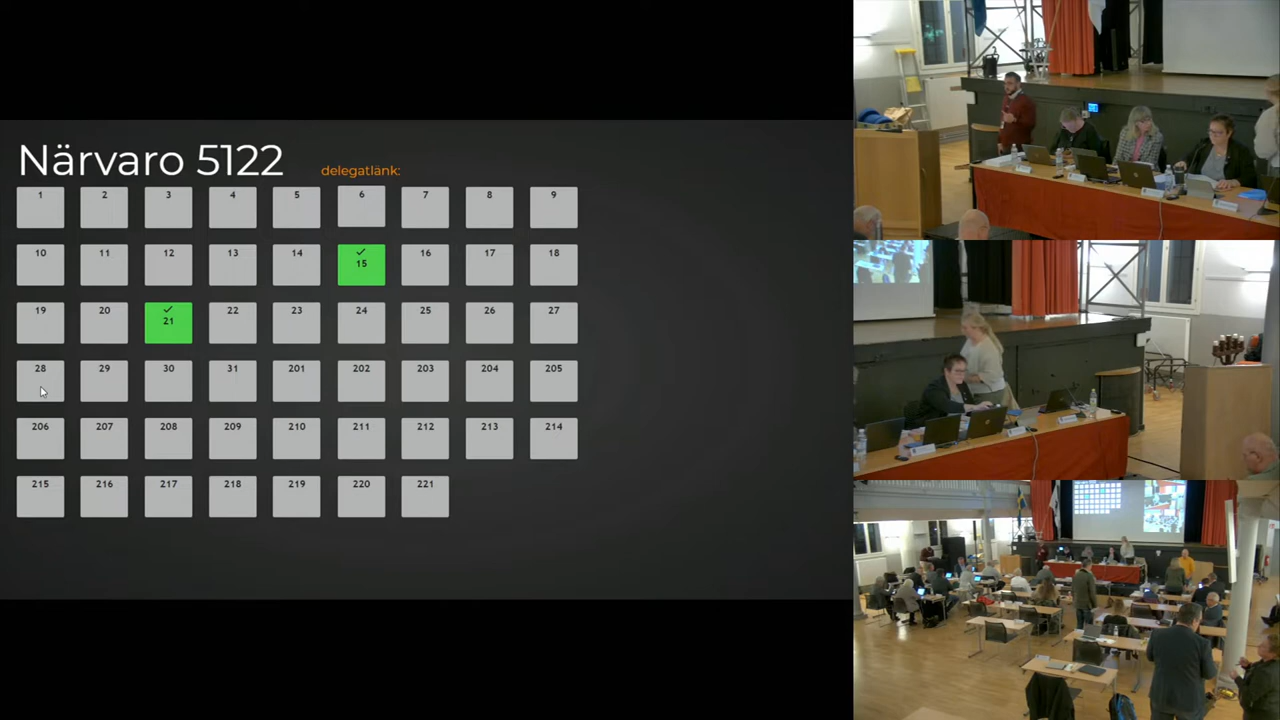 Närvaro 5122 delegatlänk:
1 2 3 4 5 6 7 8 9
10 11 12 13 14 ✓ 15 16 17 18
19 20 ✓ 21 22 23 24 25 26 27
28 29 30 31 201 202 203 204 205
206 207 208 209 210 211 212 213 214
215 216 217 218 219 220 221